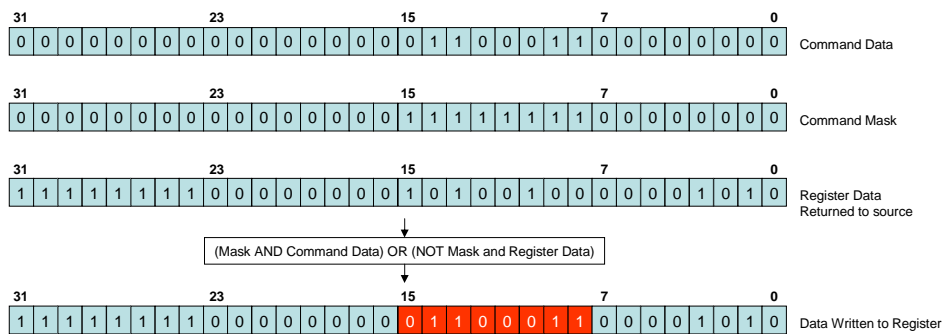 31 23 15 7 0
0 0 0 0 0 0 0 0 0 0 0 0 0 0 0 0 0 1 1 0 0 0 1 1 0 0 0 0 0 0 0 0 Command Data
31 23 15 7 0
0 0 0 0 0 0 0 0 0 0 0 0 0 0 0 0 1 1 1 1 1 1 1 1 0 0 0 0 0 0 0 0 Command Mask
31 23 15 7 0
1 1 1 1 1 1 1 1 0 0 0 0 0 0 0 0 1 0 1 0 0 1 0 0 0 0 0 0 1 0 1 0 Register Data
Returned to source
(Mask AND Command Data) OR (NOT Mask and Register Data)
31 23 15 7 0
1 1 1 1 1 1 1 1 0 0 0 0 0 0 0 0 0 1 1 0 0 0 1 1 0 0 0 0 1 0 1 0 Data Written to Register